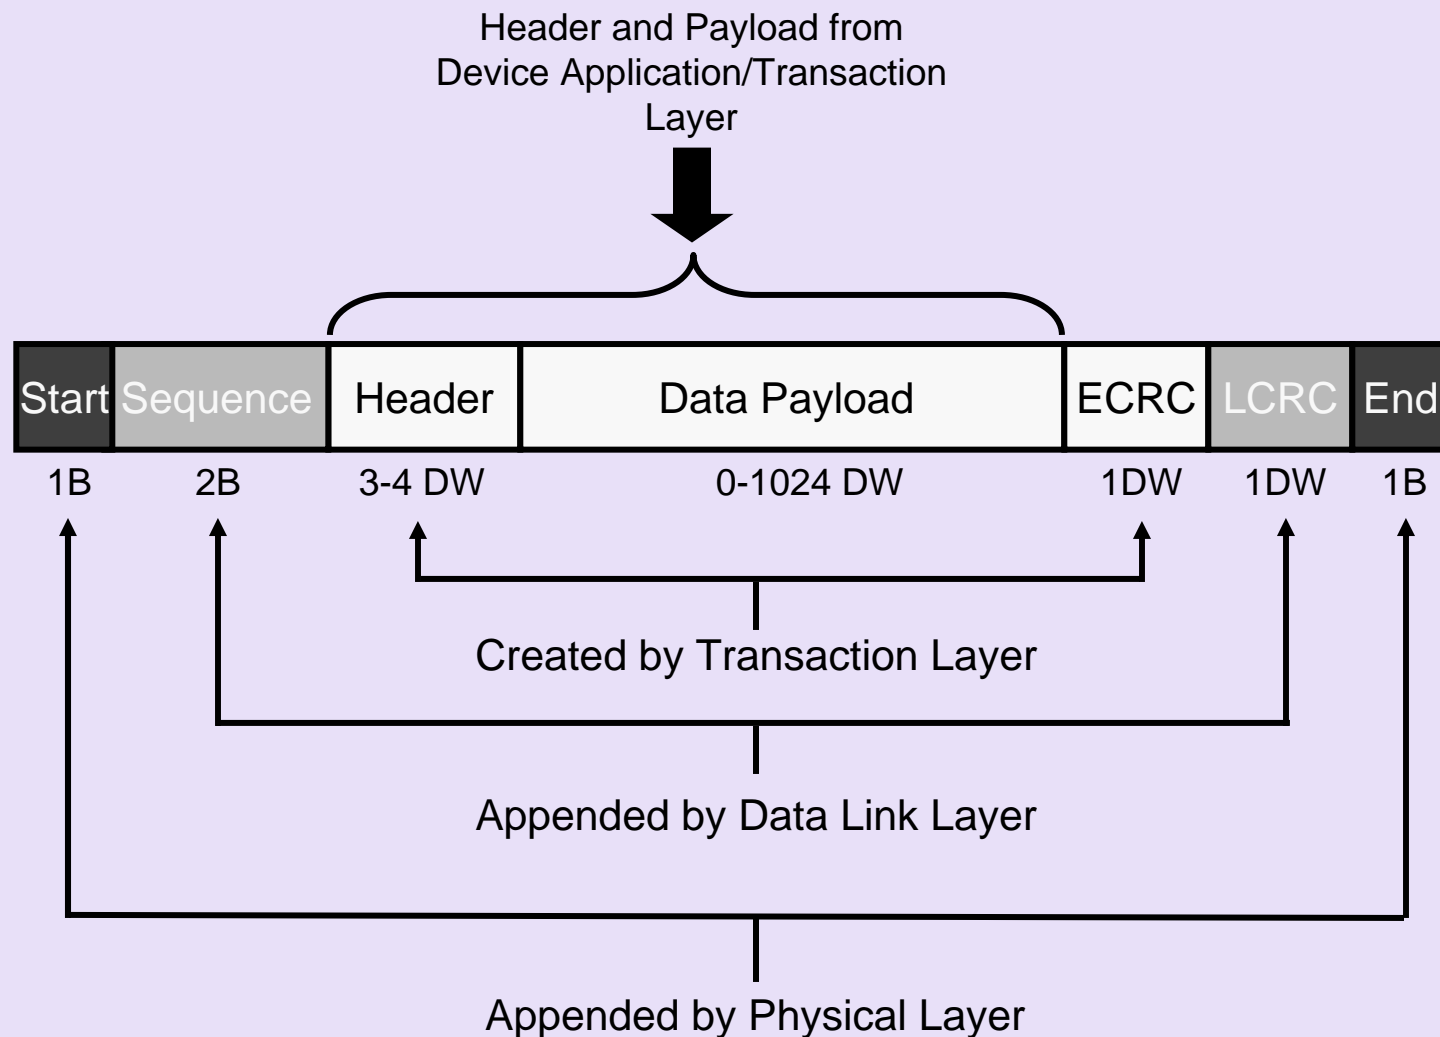 Header and Payload from
Device Application/Transaction
Layer
Start Sequence Header Data Payload ECRC LCRC End
1B 2B 3-4 DW 0-1024 DW 1DW 1DW 1B
Created by Transaction Layer
Appended by Data Link Layer
Appended by Physical Layer